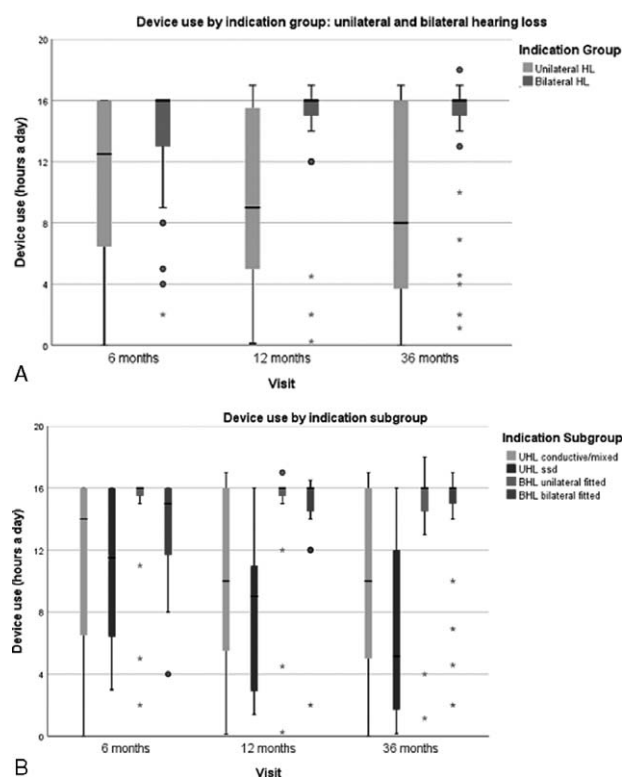 Device use by indication group: unilateral and bilateral hearing loss
Indication Group
Unilateral HL
Bilateral HL
Device use (hours a day)
20
16
12
8
4
0
6 months
12 months
36 months
Visit
A
Device use by indication subgroup
Indication Subgroup
UHL conductive/mixed
UHL ssd
BHL unilateral fitted
BHL bilateral fitted
Device use (hours a day)
20
16
12
8
4
0
6 months
12 months
36 months
Visit
B